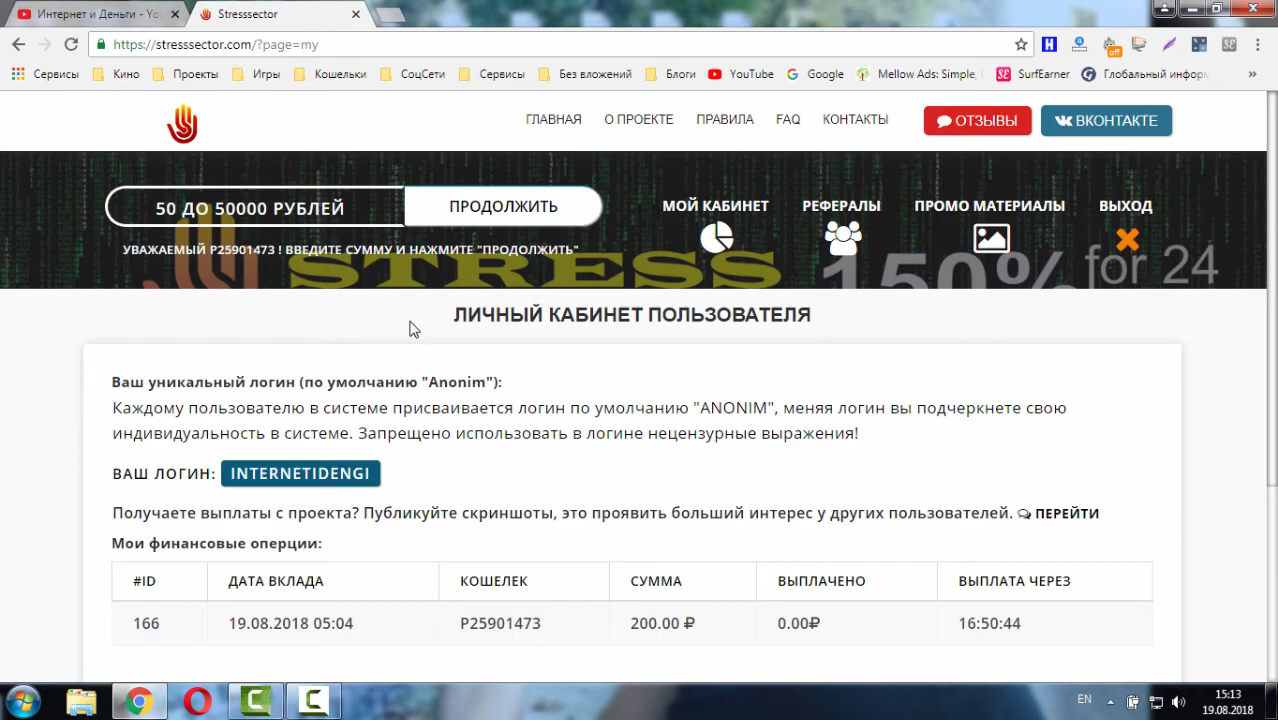 Интернет и Деньги - You
Stresssector
https://stresssector.com/?page=my
Сервисы Кино Проекты Игры Кошельки СоцСети Сервисы Без вложений Блоги YouTube Google Mellow Ads: Simple, SurfEarner Глобальный информ »
ГЛАВНАЯ О ПРОЕКТЕ ПРАВИЛА FAQ КОНТАКТЫ ОТЗЫВЫ ВКОНТАКТЕ
50 ДО 50000 РУБЛЕЙ ПРОДОЛЖИТЬ
МОЙ КАБИНЕТ РЕФЕРАЛЫ ПРОМО МАТЕРИАЛЫ ВЫХОД
УВАЖАЕМЫЙ P25901473 ! ВВЕДИТЕ СУММУ И НАЖМИТЕ "ПРОДОЛЖИТЬ"
STRESS 150% for 24
ЛИЧНЫЙ КАБИНЕТ ПОЛЬЗОВАТЕЛЯ
Ваш уникальный логин (по умолчанию "Anonim"):
Каждому пользователю в системе присваивается логин по умолчанию "ANONIM", меняя логин вы подчеркнете свою
индивидуальность в системе. Запрещено использовать в логине нецензурные выражения!
ВАШ ЛОГИН: INTERNETIDENGI
Получаете выплаты с проекта? Публикуйте скриншоты, это проявить больший интерес у других пользователей. ПЕРЕЙТИ
Мои финансовые оперции:
#ID ДАТА ВКЛАДА КОШЕЛЕК СУММА ВЫПЛАЧЕНО ВЫПЛАТА ЧЕРЕЗ
166 19.08.2018 05:04 P25901473 200.00 ₽ 0.00₽ 16:50:44
EN
15:13
19.08.2018